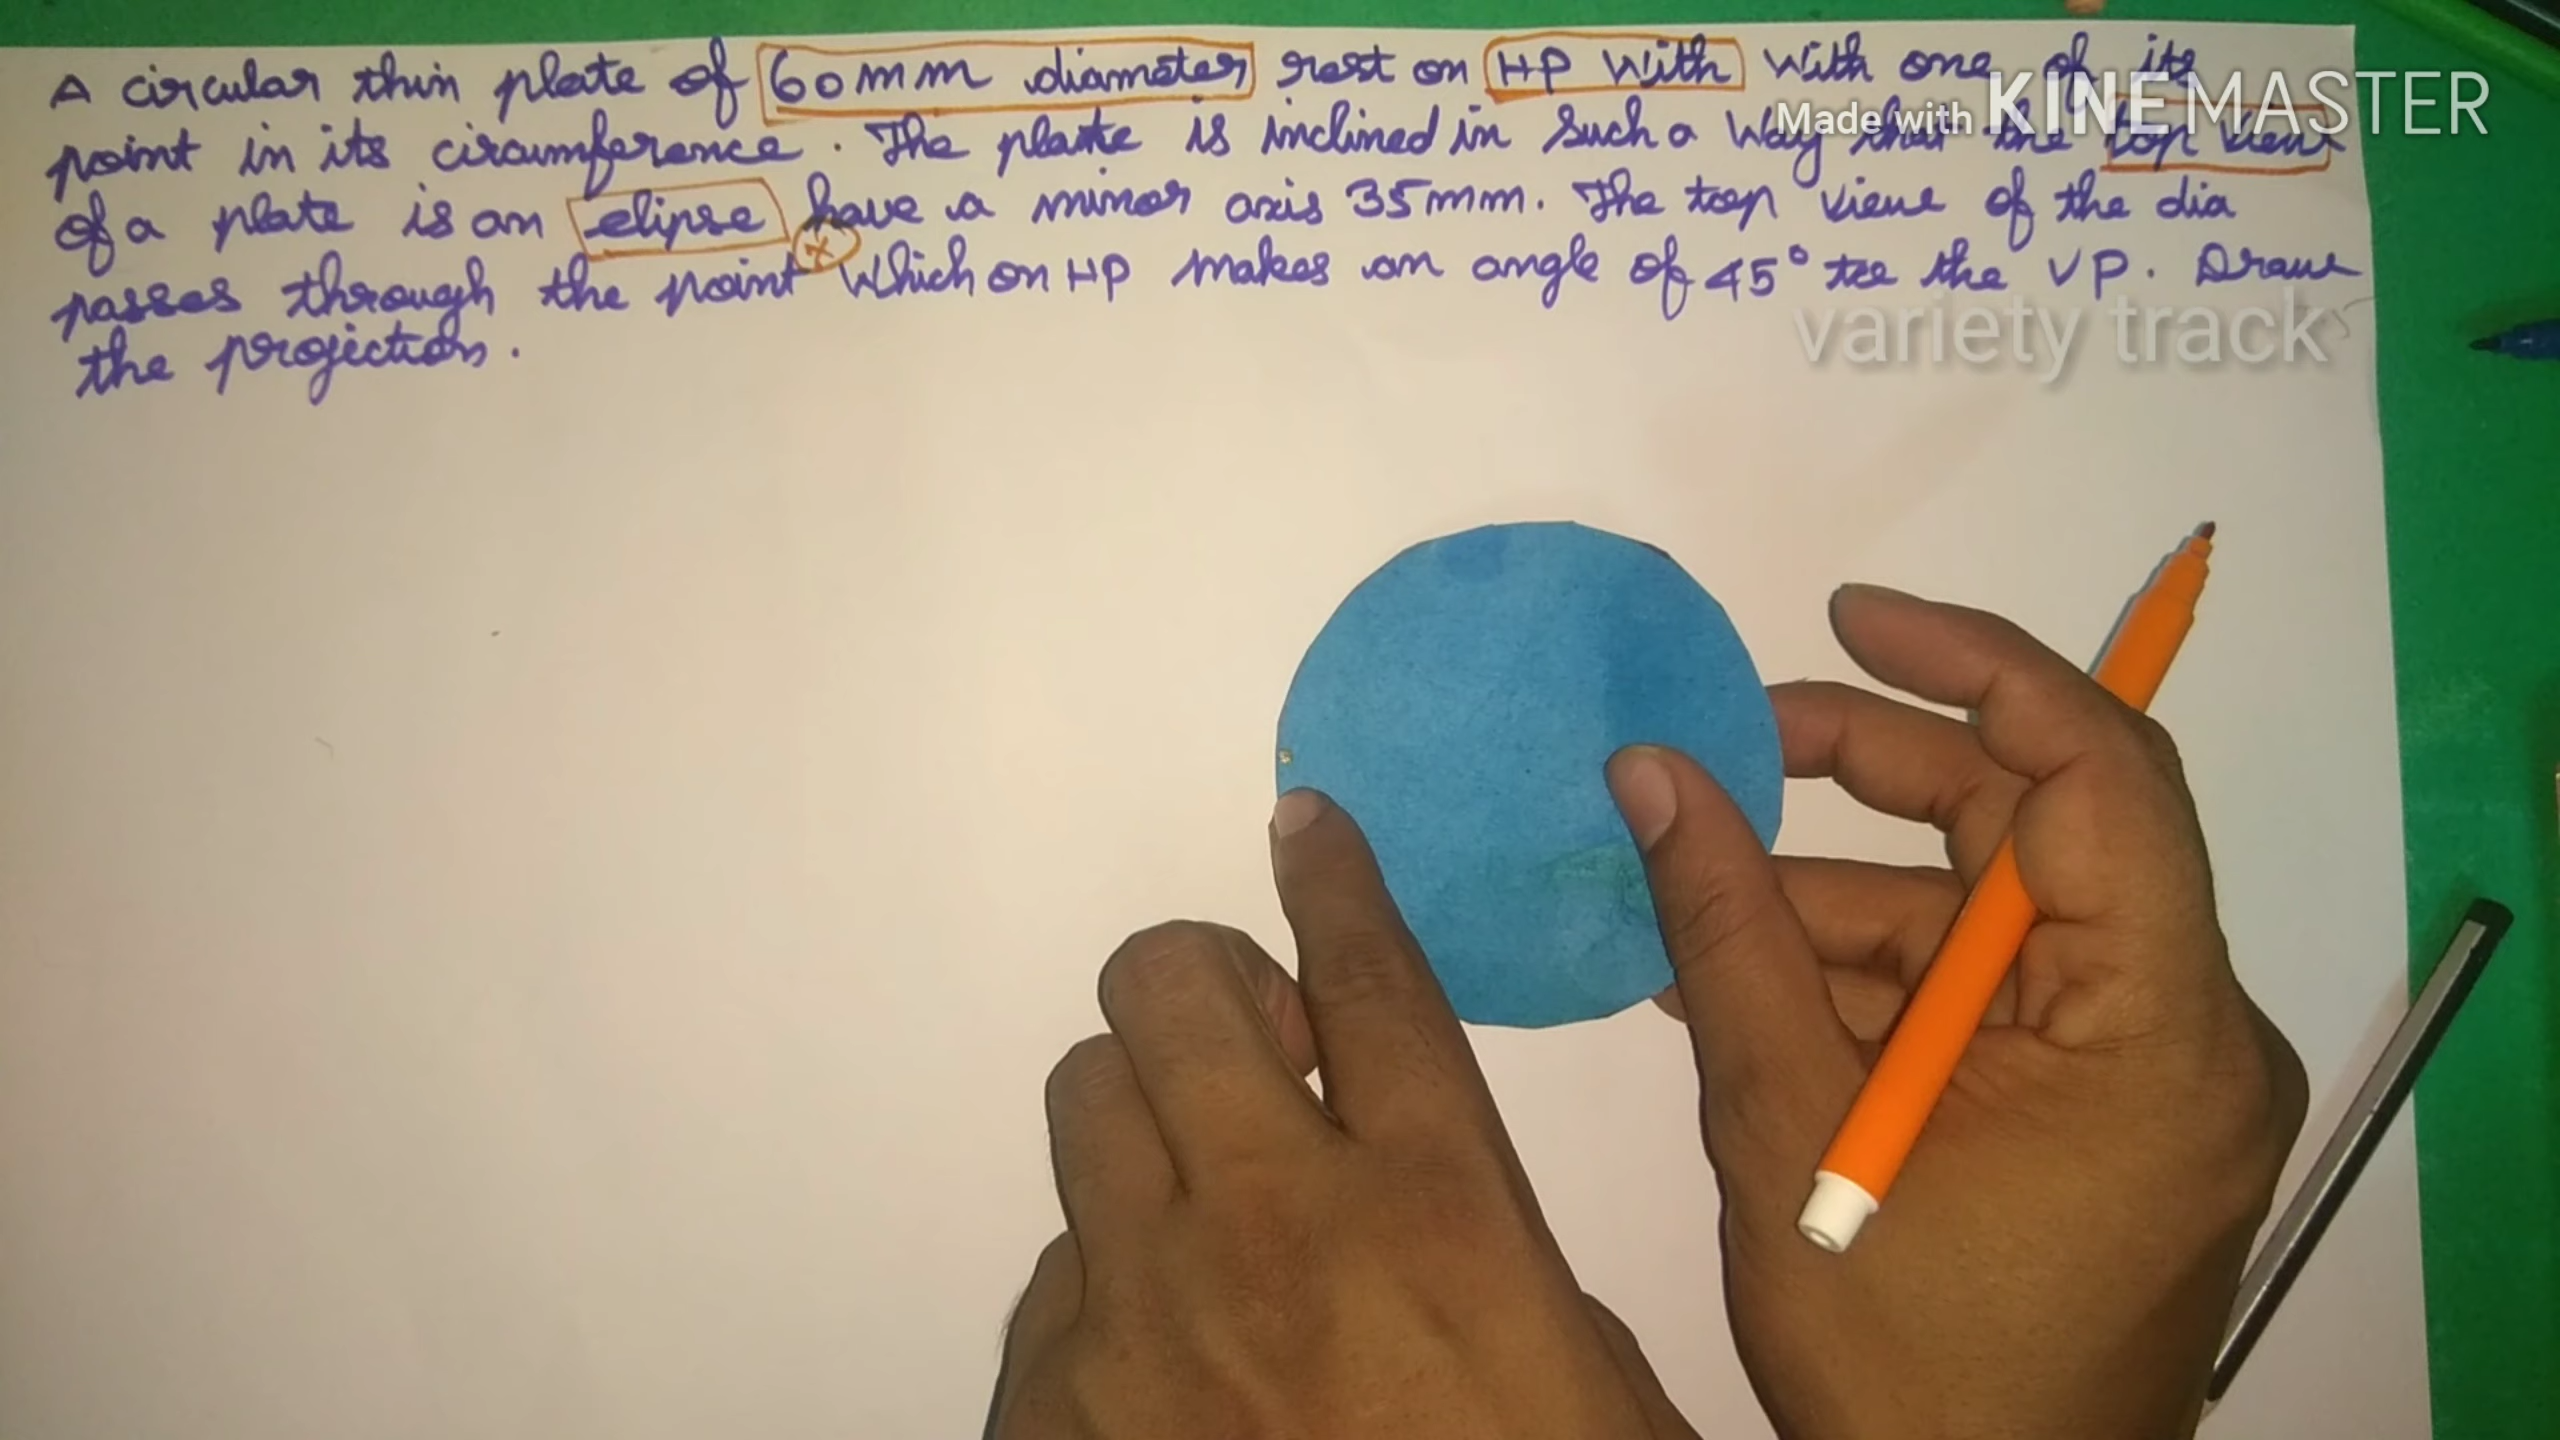 A circular thin plate of 60mm diameter rest on HP With With one of its
Made with KINEMASTER
point in its circumference. The plate is inclined in such a Way that the top View
of a plate is an elipse have a minor axis 35mm. The top View of the dia
passes through the point x Which on HP makes an angle of 45° to the VP. Draw
variety track
the projection.